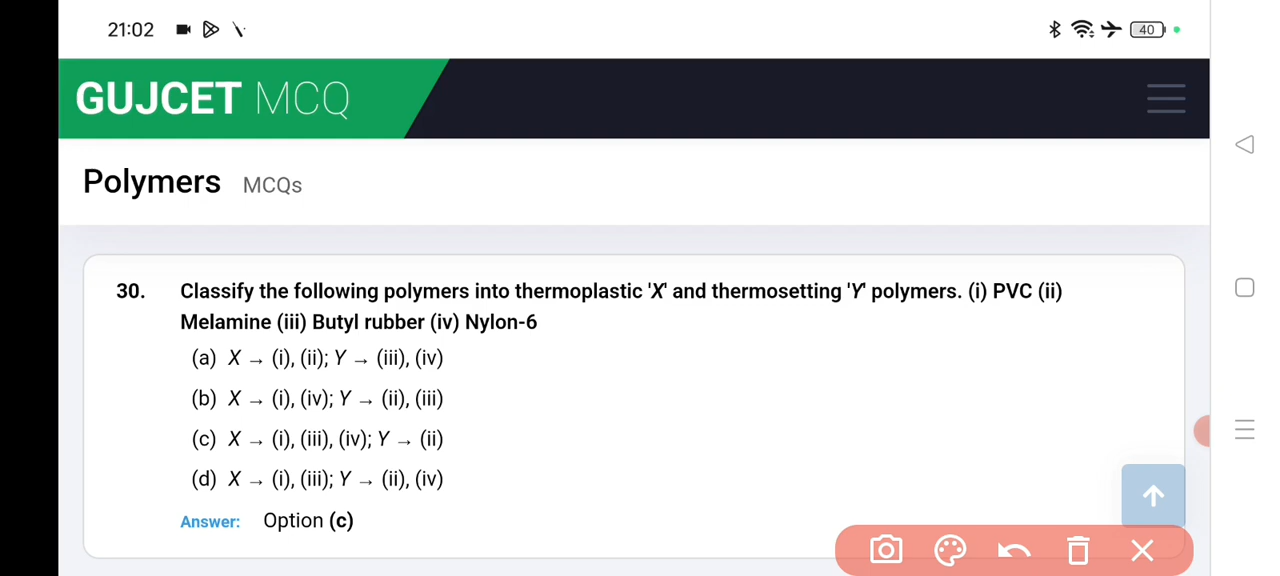 21:02
40
GUJCET MCQ
Polymers MCQs
30. Classify the following polymers into thermoplastic 'X' and thermosetting 'Y' polymers. (i) PVC (ii)
Melamine (iii) Butyl rubber (iv) Nylon-6
(a) X → (i), (ii); Y → (iii), (iv)
(b) X → (i), (iv); Y → (ii), (iii)
(c) X → (i), (iii), (iv); Y → (ii)
(d) X → (i), (iii); Y → (ii), (iv)
Answer: Option (c)